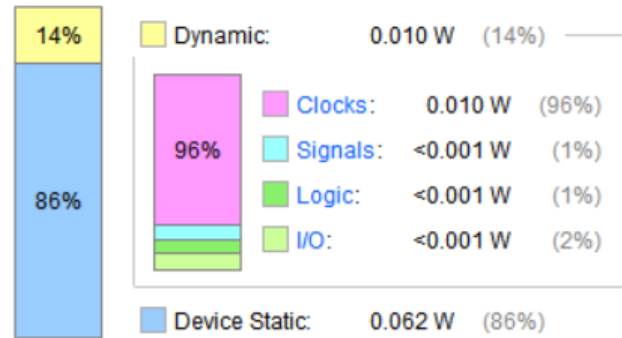 14%
Dynamic: 0.010 W (14%)
Clocks: 0.010 W (96%)
96%
Signals: <0.001 W (1%)
Logic: <0.001 W (1%)
86%
I/O: <0.001 W (2%)
Device Static: 0.062 W (86%)